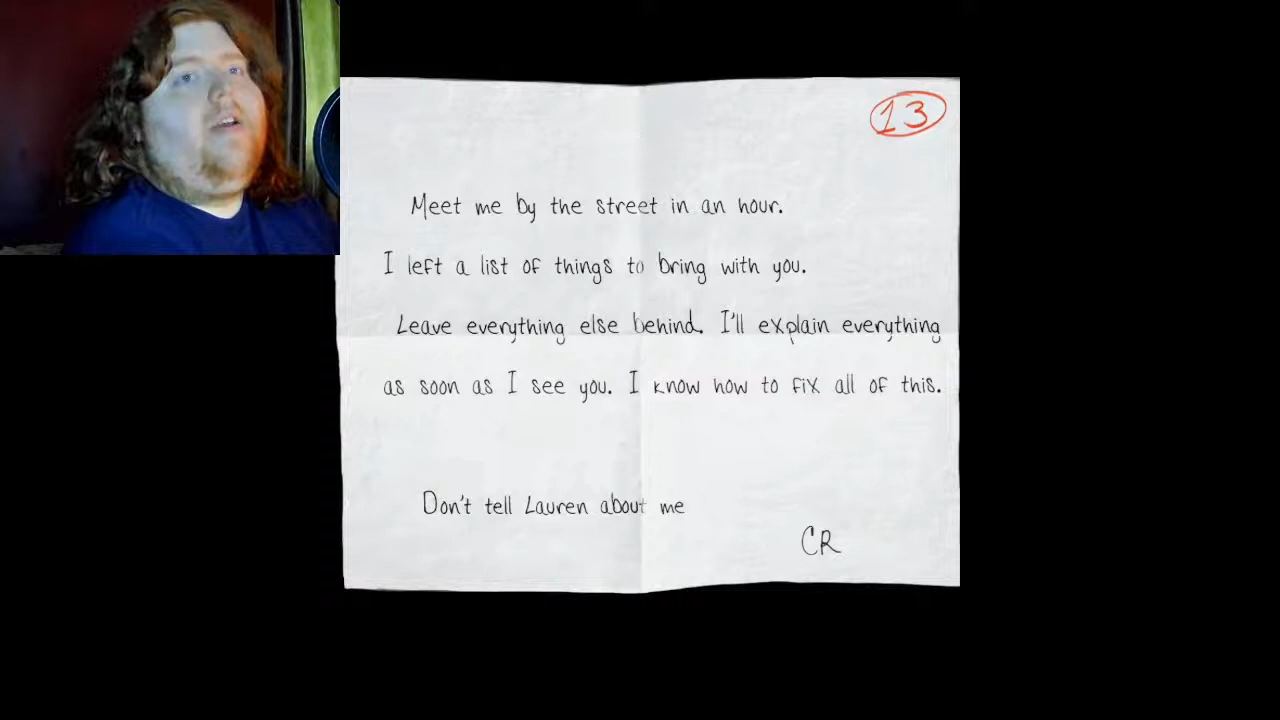 13
Meet me by the street in an hour.
I left a list of things to bring with you.
Leave everything else behind. I'll explain everything
as soon as I see you. I know how to fix all of this.
Don't tell Lauren about me
CR